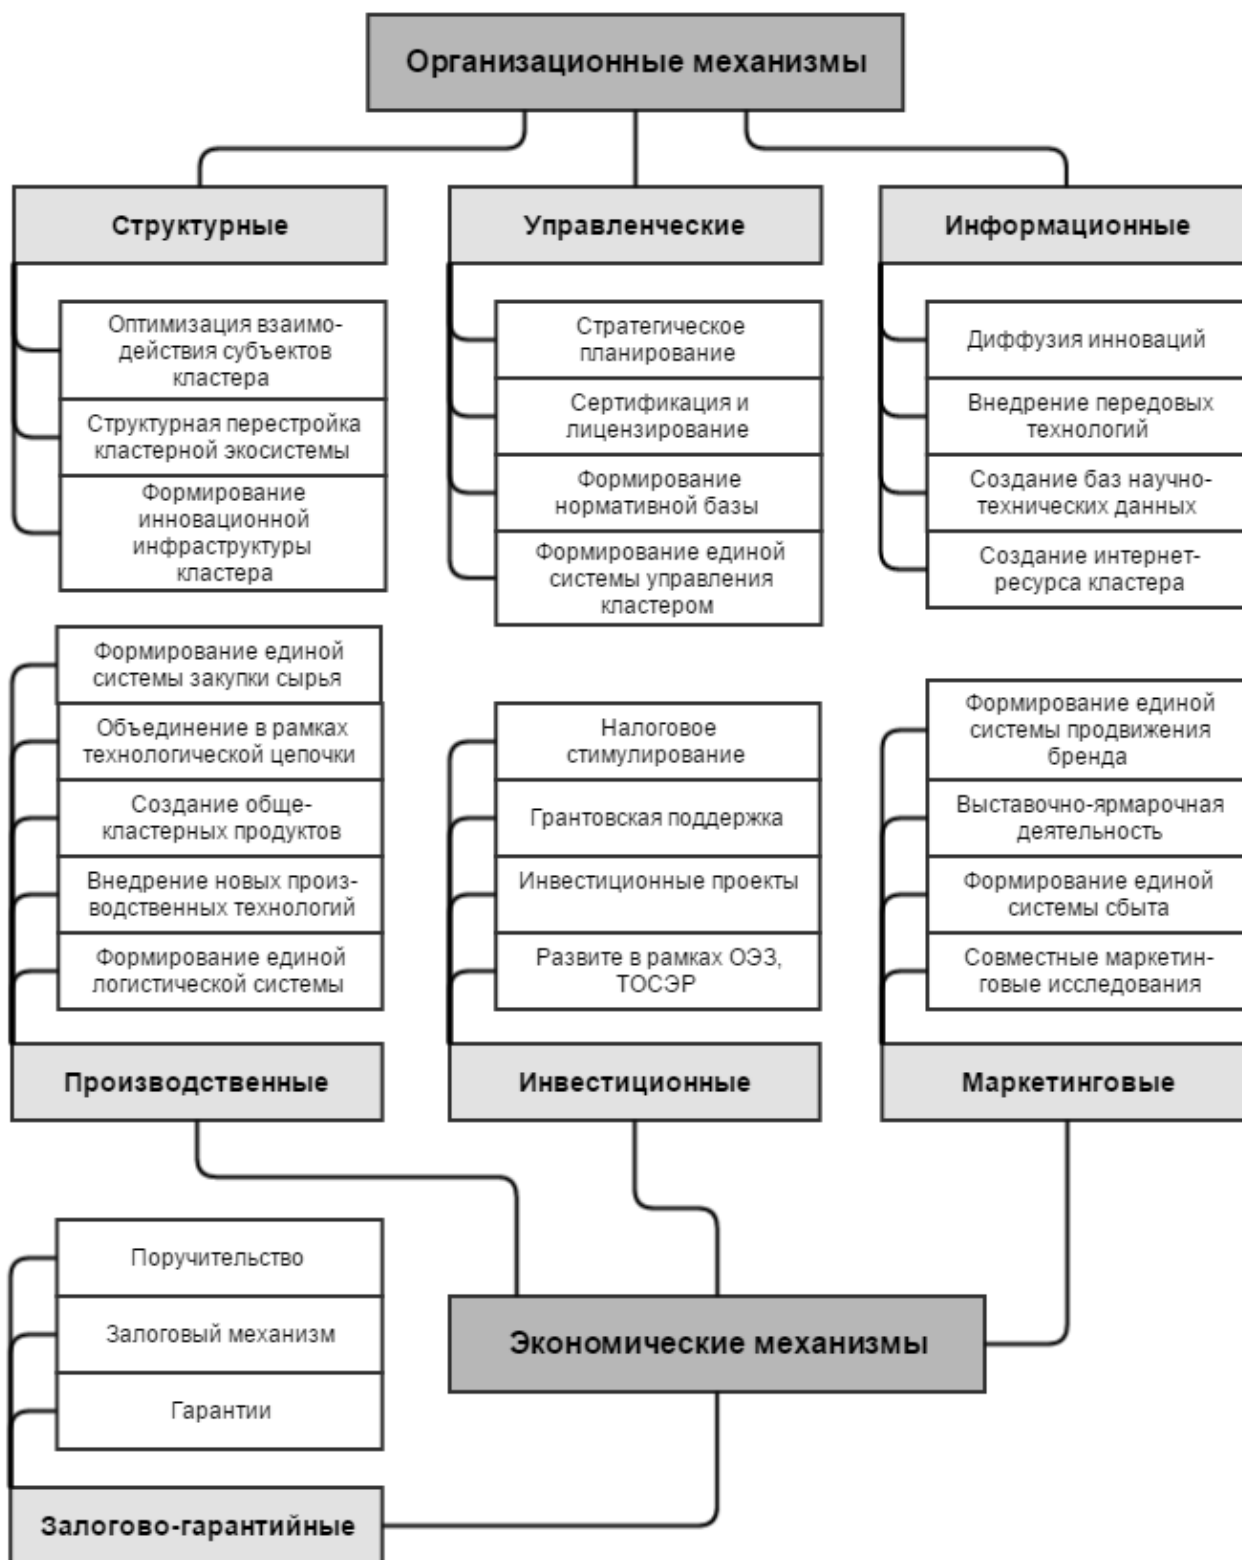 Организационные механизмы
Структурные
Управленческие
Информационные
Оптимизация взаимо-
действия субъектов
кластера
Структурная перестройка
кластерной экосистемы
Формирование
инновационной
инфраструктуры
кластера
Стратегическое
планирование
Сертификация и
лицензирование
Формирование
нормативной базы
Формирование единой
системы управления
кластером
Диффузия инноваций
Внедрение передовых
технологий
Создание баз научно-
технических данных
Создание интернет-
ресурса кластера
Формирование единой
системы закупки сырья
Объединение в рамках
технологической цепочки
Создание обще-
кластерных продуктов
Внедрение новых произ-
водственных технологий
Формирование единой
логистической системы
Производственные
Налоговое
стимулирование
Грантовская поддержка
Инвестиционные проекты
Развите в рамках ОЭЗ,
ТОСЭР
Инвестиционные
Формирование единой
системы продвижения
бренда
Выставочно-ярмарочная
деятельность
Формирование единой
системы сбыта
Совместные маркетин-
говые исследования
Маркетинговые
Поручительство
Залоговый механизм
Гарантии
Залогово-гарантийные
Экономические механизмы